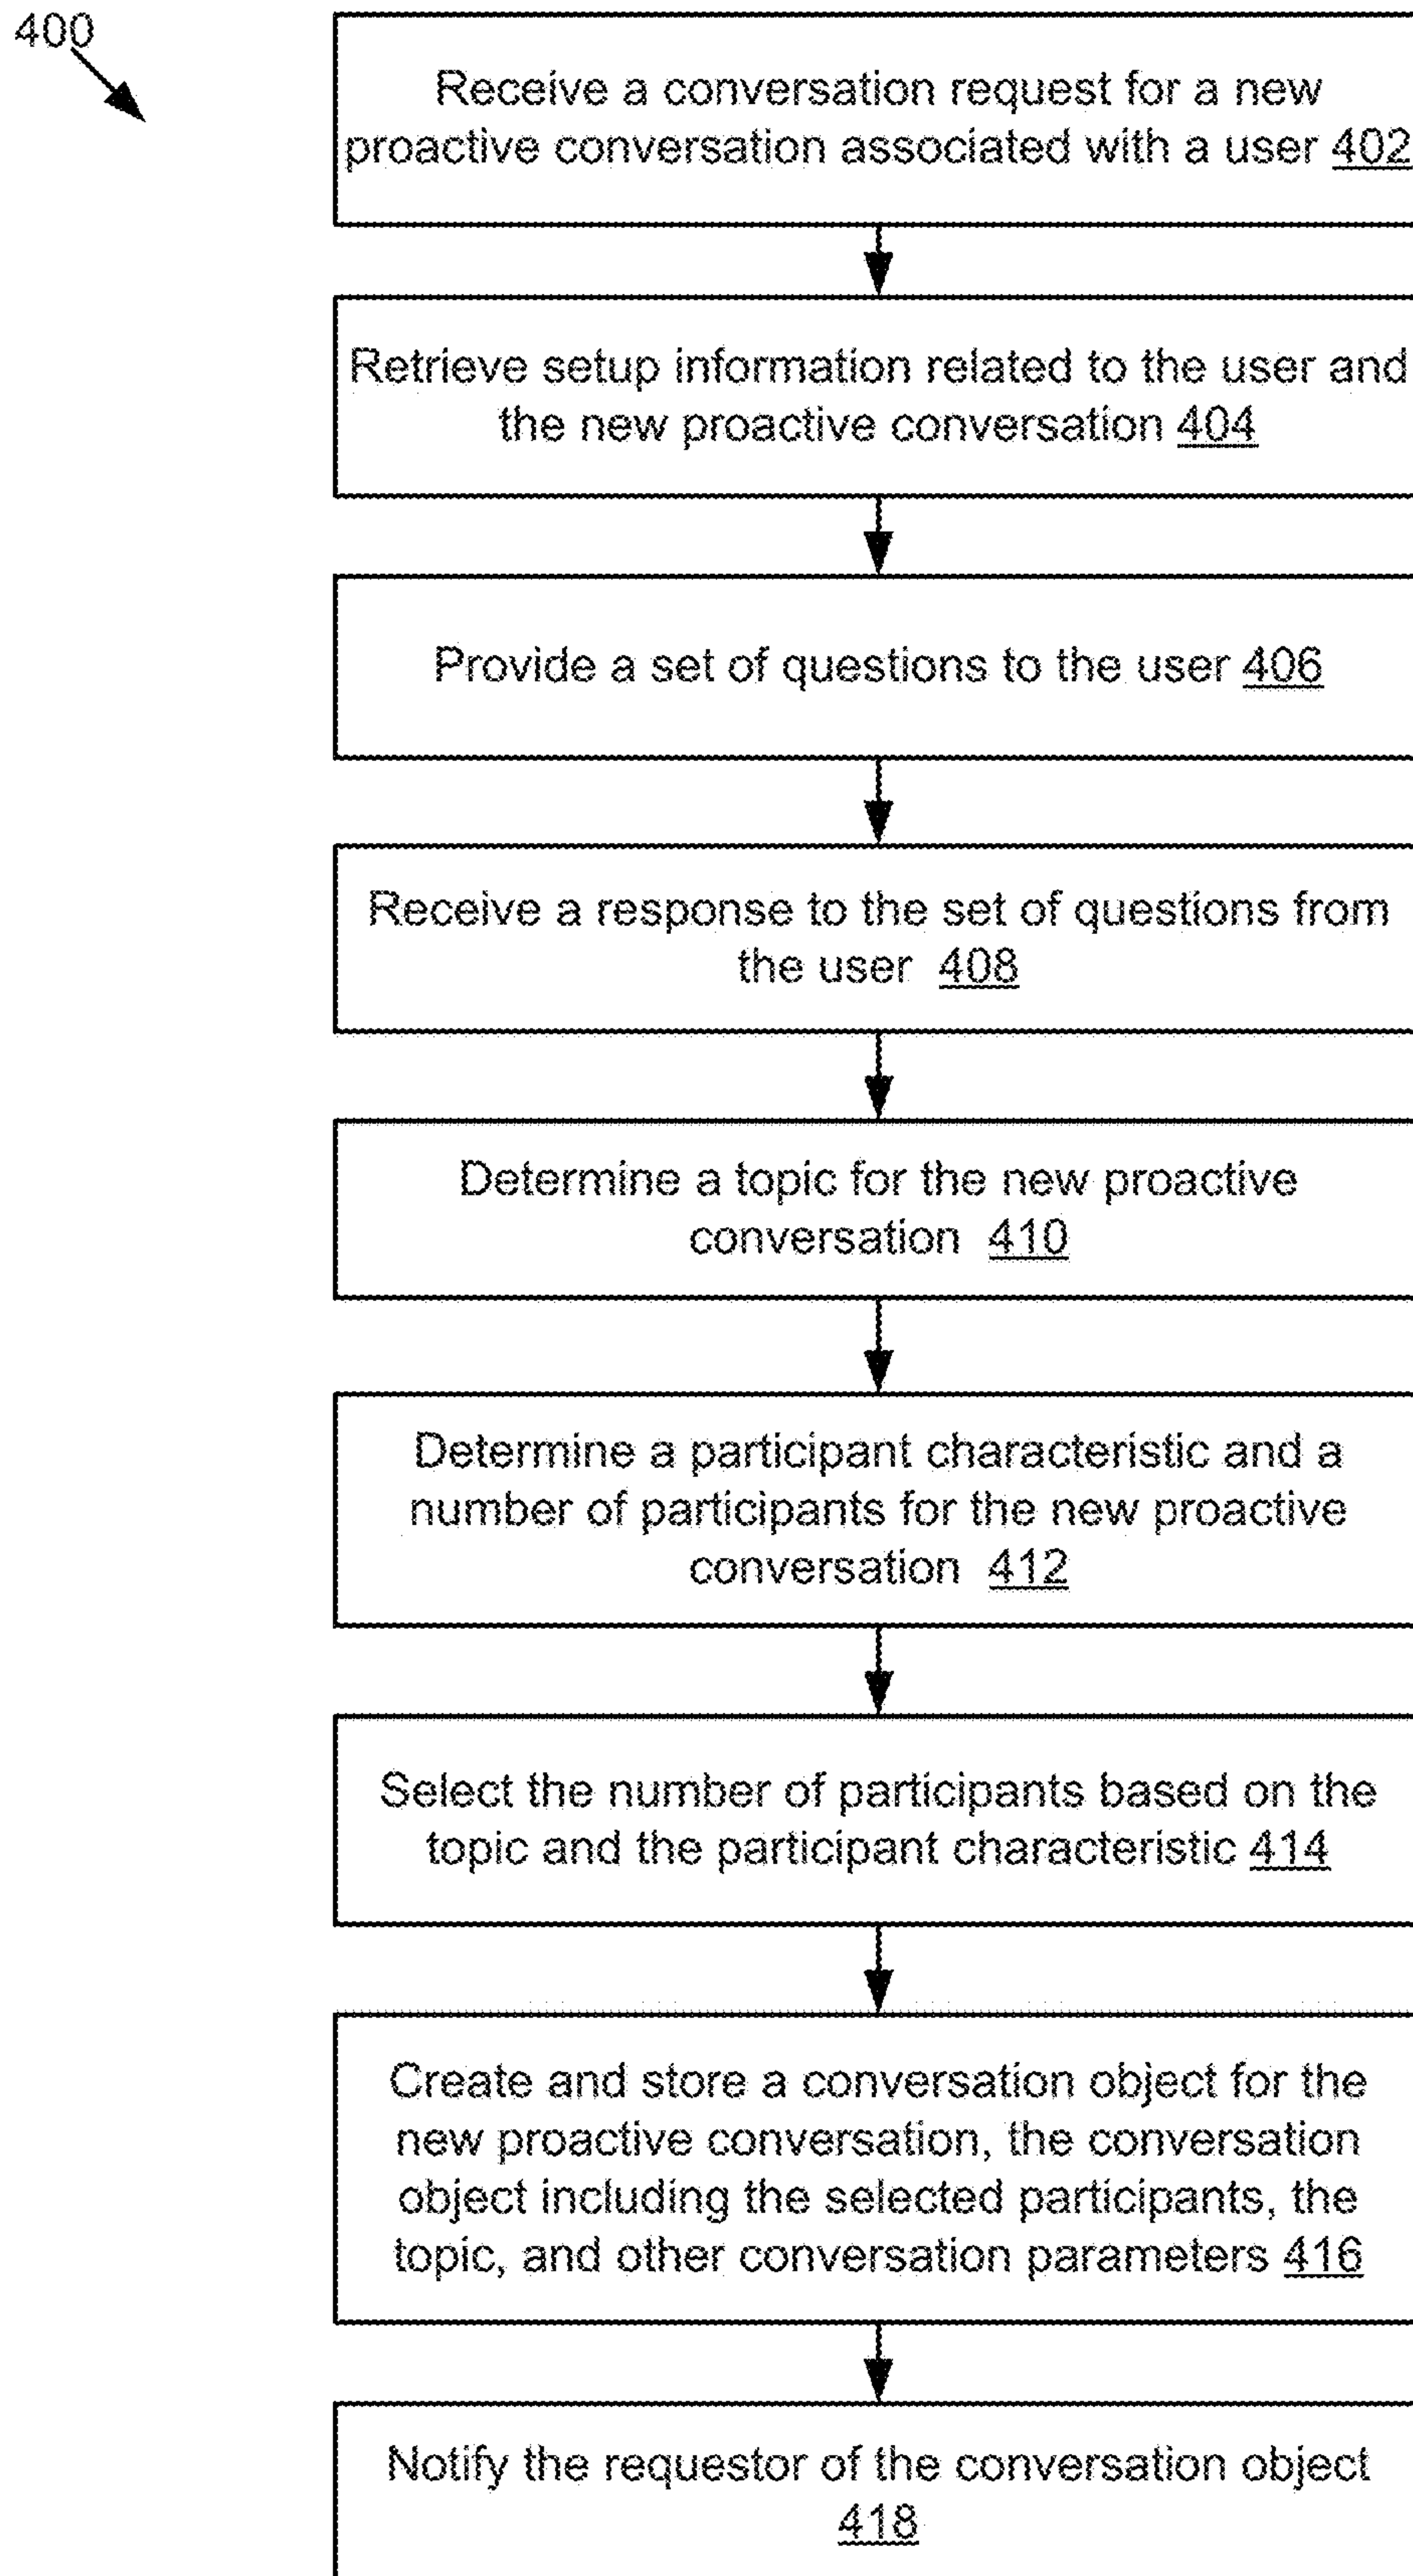 400
Receive a conversation request for a new
proactive conversation associated with a user 402
Retrieve setup information related to the user and
the new proactive conversation 404
Provide a set of questions to the user 406
Receive a response to the set of questions from
the user 408
Determine a topic for the new proactive
conversation 410
Determine a participant characteristic and a
number of participants for the new proactive
conversation 412
Select the number of participants based on the
topic and the participant characteristic 414
Create and store a conversation object for the
new proactive conversation, the conversation
object including the selected participants, the
topic, and other conversation parameters 416
Notify the requestor of the conversation object
418